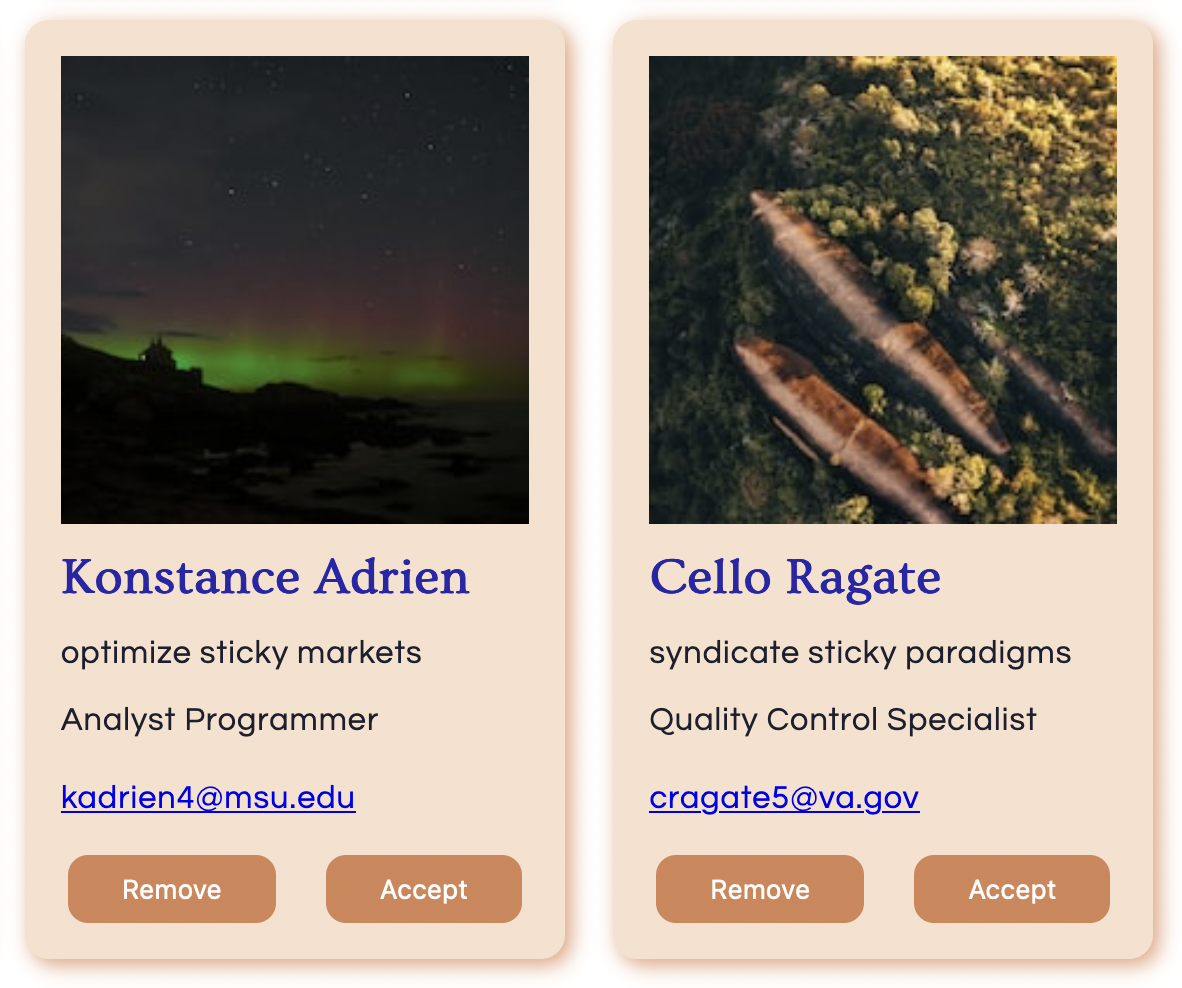 Konstance Adrien
optimize sticky markets
Analyst Programmer
kadrien4@msu.edu
Remove
Accept
Cello Ragate
syndicate sticky paradigms
Quality Control Specialist
cragate5@va.gov
Remove
Accept